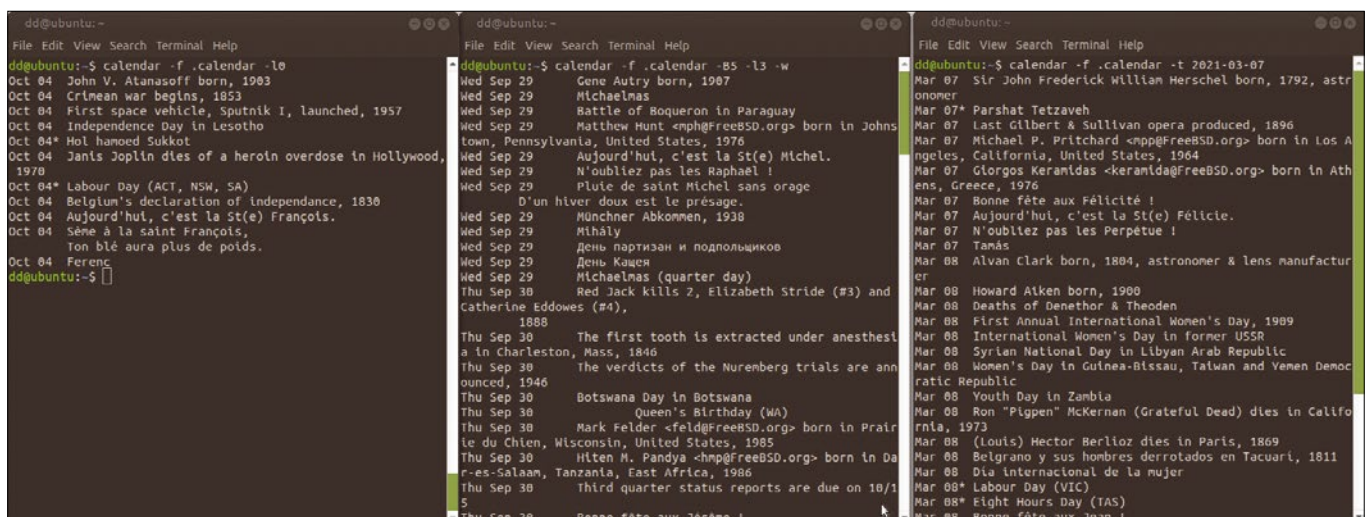 dd@ubuntu: ~
File Edit View Search Terminal Help
dd@ubuntu:~$ calendar -f .calendar -l0
Oct 04 John V. Atanasoff born, 1903
Oct 04 Crimean war begins, 1853
Oct 04 First space vehicle, Sputnik I, launched, 1957
Oct 04 Independence Day in Lesotho
Oct 04* Hol hamoed Sukkot
Oct 04 Janis Joplin dies of a heroin overdose in Hollywood,
1970
Oct 04* Labour Day (ACT, NSW, SA)
Oct 04 Belgium's declaration of independance, 1830
Oct 04 Aujourd'hui, c'est la St(e) François.
Oct 04 Sème à la saint François,
Ton blé aura plus de poids.
Oct 04 Ferenc
dd@ubuntu:~$
dd@ubuntu: ~
File Edit View Search Terminal Help
dd@ubuntu:~$ calendar -f .calendar -B5 -l3 -w
Wed Sep 29 Gene Autry born, 1907
Wed Sep 29 Michaelmas
Wed Sep 29 Battle of Boqueron in Paraguay
Wed Sep 29 Matthew Hunt <mph@FreeBSD.org> born in Johns
town, Pennsylvania, United States, 1976
Wed Sep 29 Aujourd'hui, c'est la St(e) Michel.
Wed Sep 29 N'oubliez pas les Raphaël !
Wed Sep 29 Pluie de saint Michel sans orage
D'un hiver doux est le présage.
Wed Sep 29 Münchner Abkommen, 1938
Wed Sep 29 Mihály
Wed Sep 29 День партизан и подпольщиков
Wed Sep 29 День Кащея
Wed Sep 29 Michaelmas (quarter day)
Thu Sep 30 Red Jack kills 2, Elizabeth Stride (#3) and
Catherine Eddowes (#4),
1888
Thu Sep 30 The first tooth is extracted under anesthesi
a in Charleston, Mass, 1846
Thu Sep 30 The verdicts of the Nuremberg trials are ann
ounced, 1946
Thu Sep 30 Botswana Day in Botswana
Thu Sep 30 Queen's Birthday (WA)
Thu Sep 30 Mark Felder <feld@FreeBSD.org> born in Prair
ie du Chien, Wisconsin, United States, 1985
Thu Sep 30 Hiten M. Pandya <hmp@FreeBSD.org> born in Da
r-es-Salaam, Tanzania, East Africa, 1986
Thu Sep 30 Third quarter status reports are due on 10/1
5
Thu Sep 30 Bonne fête aux Jérôme !
dd@ubuntu: ~
File Edit View Search Terminal Help
dd@ubuntu:~$ calendar -f .calendar -t 2021-03-07
Mar 07 Sir John Frederick William Herschel born, 1792, astr
onomer
Mar 07* Parshat Tetzaveh
Mar 07 Last Gilbert & Sullivan opera produced, 1896
Mar 07 Michael P. Pritchard <mpp@FreeBSD.org> born in Los A
ngeles, California, United States, 1964
Mar 07 Giorgos Keramidas <keramida@FreeBSD.org> born in Ath
ens, Greece, 1976
Mar 07 Bonne fête aux Félicité !
Mar 07 Aujourd'hui, c'est la St(e) Félicie.
Mar 07 N'oubliez pas les Perpétue !
Mar 07 Tamás
Mar 08 Alvan Clark born, 1804, astronomer & lens manufactur
er
Mar 08 Howard Aiken born, 1900
Mar 08 Deaths of Denethor & Theoden
Mar 08 First Annual International Women's Day, 1909
Mar 08 International Women's Day in former USSR
Mar 08 Syrian National Day in Libyan Arab Republic
Mar 08 Women's Day in Guinea-Bissau, Taiwan and Yemen Democ
ratic Republic
Mar 08 Youth Day in Zambia
Mar 08 Ron "Pigpen" McKernan (Grateful Dead) dies in Califo
rnia, 1973
Mar 08 (Louis) Hector Berlioz dies in Paris, 1869
Mar 08 Belgrano y sus hombres derrotados en Tacuarí, 1811
Mar 08 Día internacional de la mujer
Mar 08* Labour Day (VIC)
Mar 08* Eight Hours Day (TAS)
Mar 08 Bonne fête aux Jean !